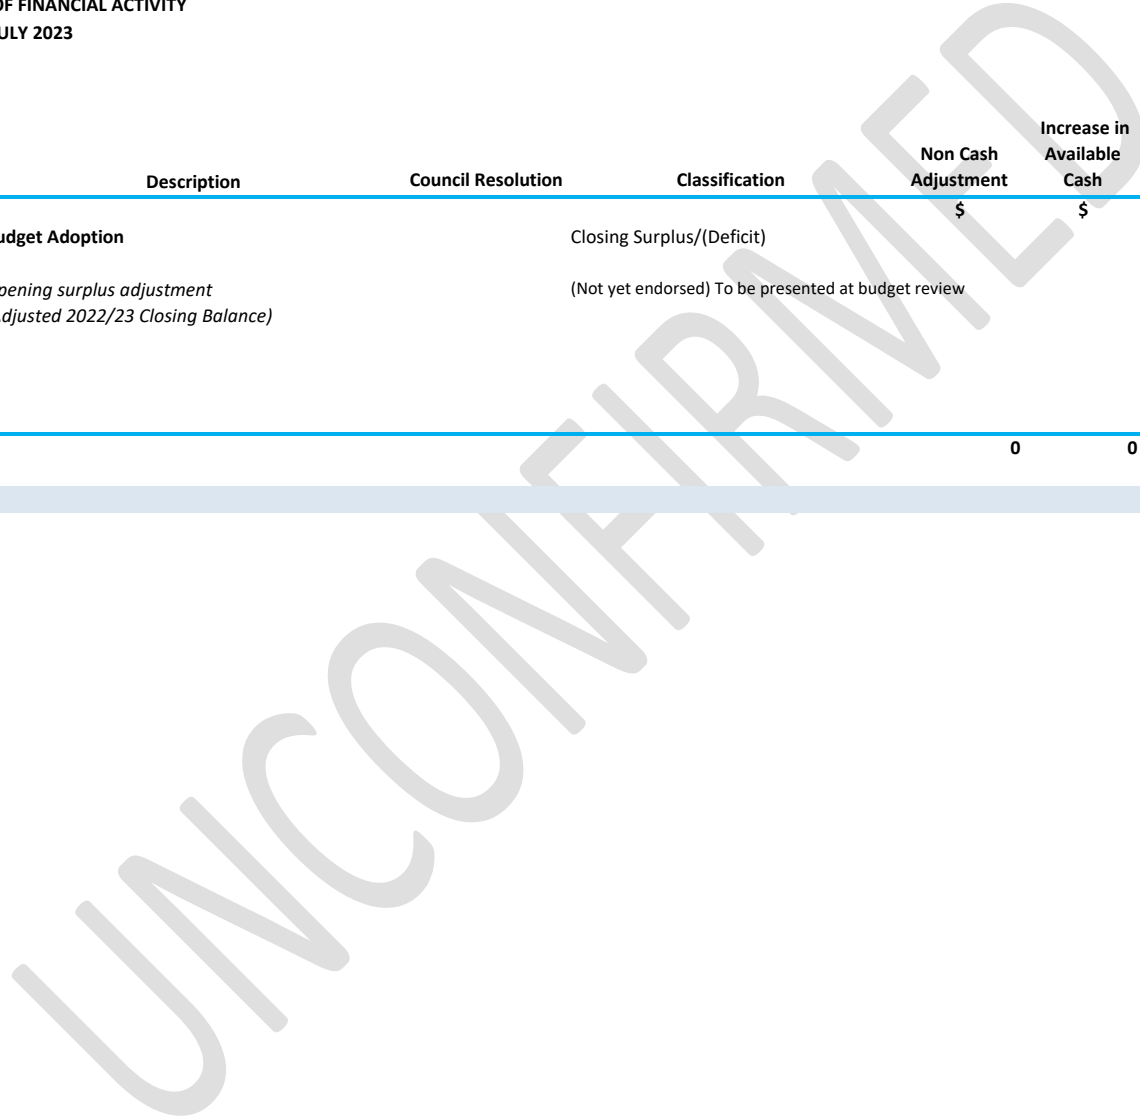 OF FINANCIAL ACTIVITY
ULY 2023
Increase in
Non Cash Available
Description Council Resolution Classification Adjustment Cash
$ $
udget Adoption Closing Surplus/(Deficit)
pening surplus adjustment (Not yet endorsed) To be presented at budget review
djusted 2022/23 Closing Balance)
0 0
UNCONFIRMED